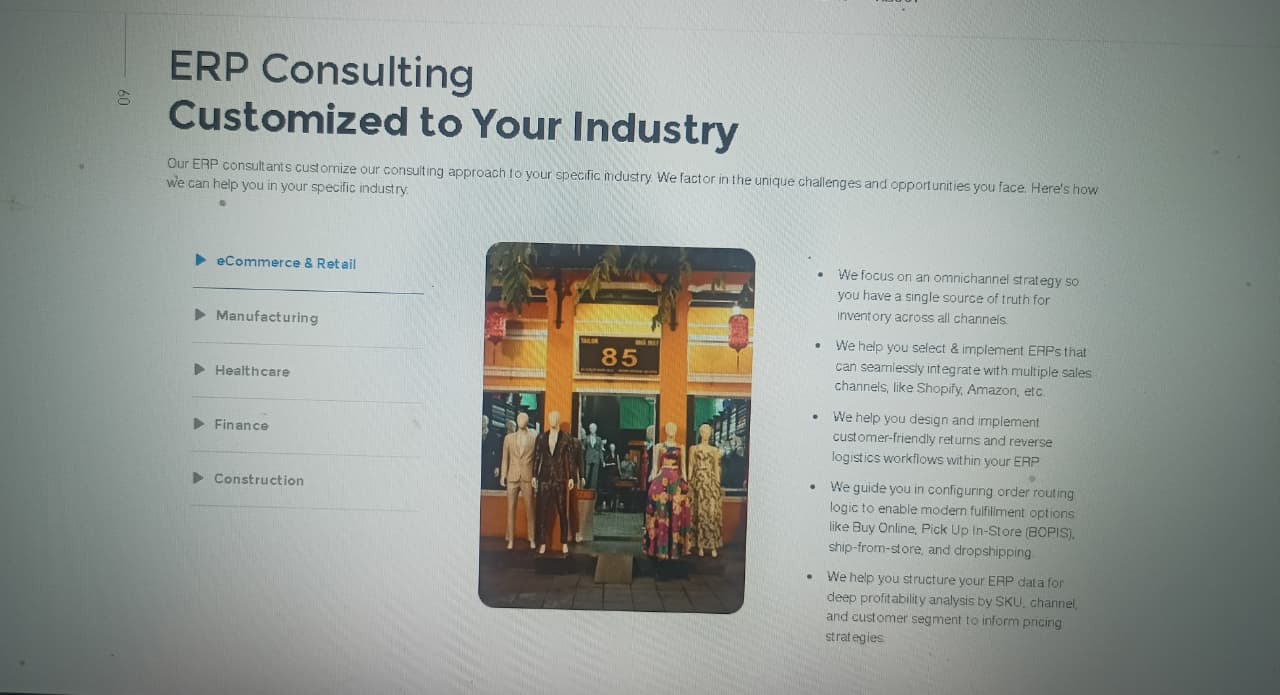 09
ERP Consulting
Customized to Your Industry
Our ERP consultants customize our consulting approach to your specific industry. We factor in the unique challenges and opportunities you face. Here's how
we can help you in your specific industry.
eCommerce & Retail
Manufacturing
Healthcare
Finance
Construction
TAILOR
85
• We focus on an omnichannel strategy so
you have a single source of truth for
inventory across all channels.
• We help you select & implement ERPs that
can seamlessly integrate with multiple sales
channels, like Shopify, Amazon, etc.
• We help you design and implement
customer-friendly returns and reverse
logistics workflows within your ERP
• We guide you in configuring order routing
logic to enable modern fulfillment options
like Buy Online, Pick Up In-Store (BOPIS),
ship-from-store, and dropshipping.
• We help you structure your ERP data for
deep profitability analysis by SKU, channel,
and customer segment to inform pricing
strategies.